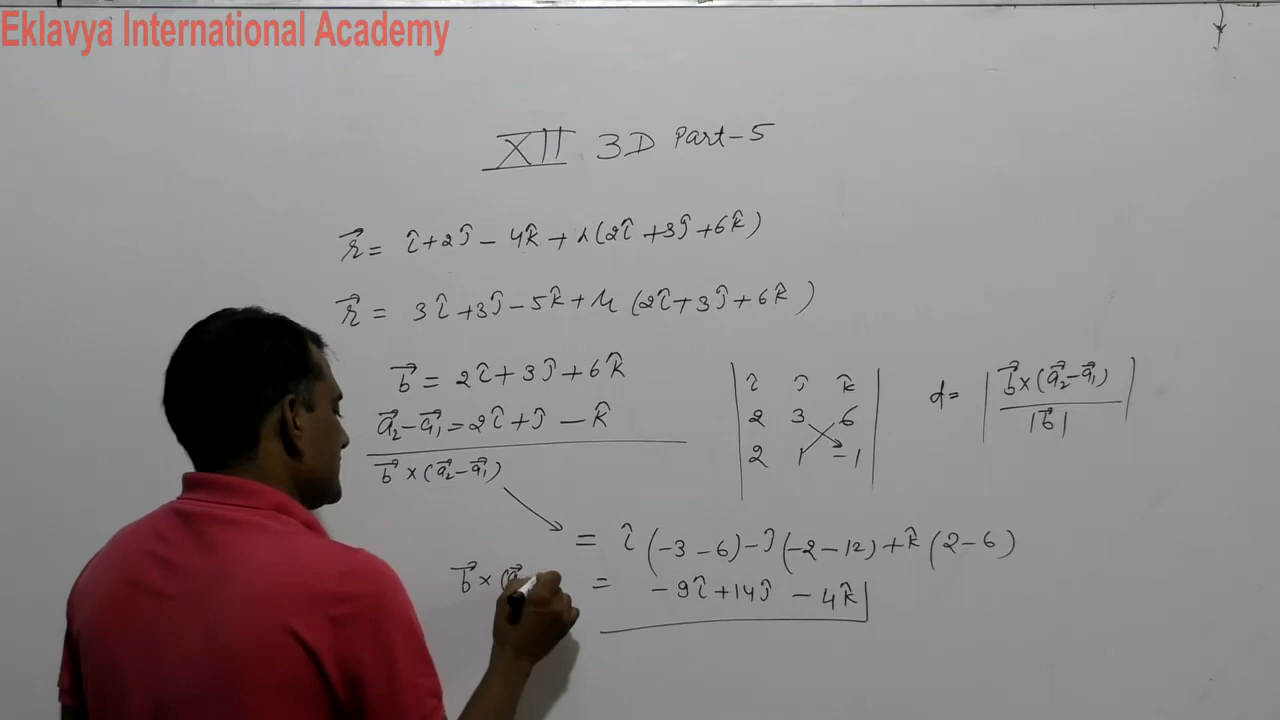 Eklavya International Academy
XII 3D Part-5
r⃗ = î+2ĵ-4k̂+λ(2î+3ĵ+6k̂)
r⃗ = 3î+3ĵ-5k̂+μ(2î+3ĵ+6k̂)
b⃗ = 2î+3ĵ+6k̂
a⃗₂-a⃗₁=2î+ĵ-k̂
b⃗×(a⃗₂-a⃗₁)
î ĵ k̂
2 3 6
2 1 -1
d= |b⃗×(a⃗₂-a⃗₁)
|b⃗| |
= î(-3-6)-ĵ(-2-12)+k̂(2-6)
b⃗×(a⃗ = -9î+14ĵ-4k̂